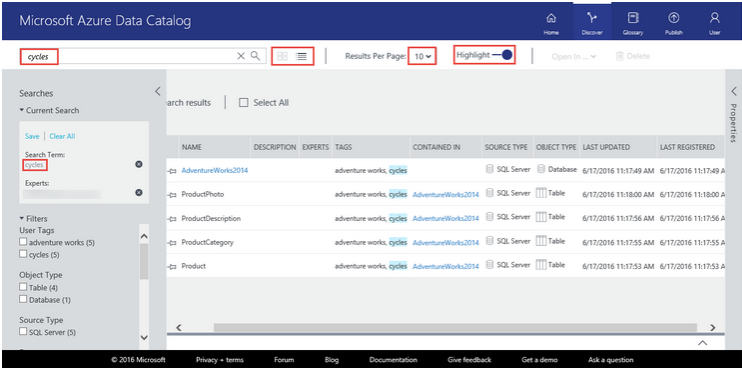 Microsoft Azure Data Catalog
Home
Discover
Glossary
Publish
User
cycles
Results Per Page: 10
Highlight
Open In ...
Delete
Searches
Current Search
Save | Clear All
Search Term:
cycles
Experts:
Filters
User Tags
adventure works (5)
cycles (5)
Object Type
Table (4)
Database (1)
Source Type
SQL Server (5)
arch results
Select All
Properties
NAME DESCRIPTION EXPERTS TAGS CONTAINED IN SOURCE TYPE OBJECT TYPE LAST UPDATED LAST REGISTERED
AdventureWorks2014 adventure works, cycles SQL Server Database 6/17/2016 11:17:49 AM 6/17/2016 11:17:49 A
ProductPhoto adventure works, cycles AdventureWorks2014 SQL Server Table 6/17/2016 11:18:00 AM 6/17/2016 11:18:00 A
ProductDescription adventure works, cycles AdventureWorks2014 SQL Server Table 6/17/2016 11:17:56 AM 6/17/2016 11:17:56 A
ProductCategory adventure works, cycles AdventureWorks2014 SQL Server Table 6/17/2016 11:17:55 AM 6/17/2016 11:17:55 A
Product adventure works, cycles AdventureWorks2014 SQL Server Table 6/17/2016 11:17:53 AM 6/17/2016 11:17:53 A
© 2016 Microsoft Privacy + terms Forum Blog Documentation Give feedback Get a demo Ask a question